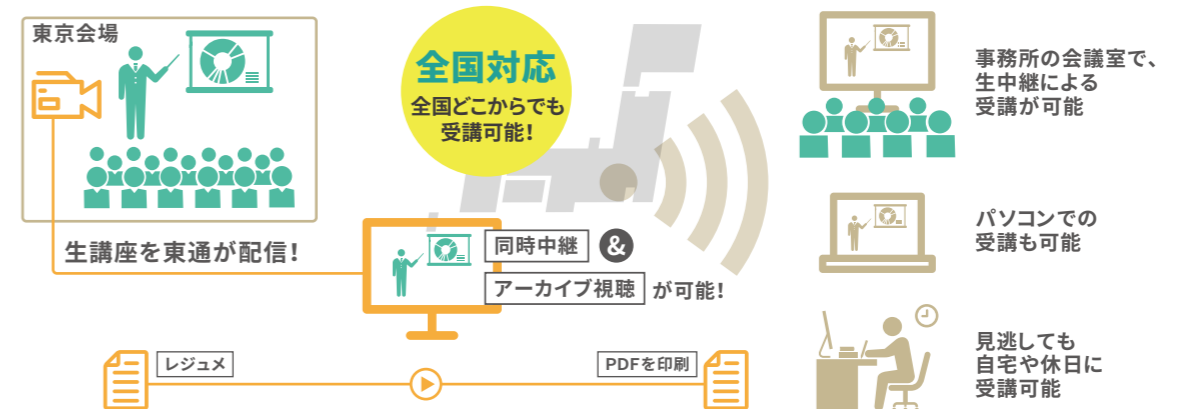 東京会場
全国対応
全国どこからでも
受講可能！
生講座を東通が配信！
同時中継
&
アーカイブ視聴 が可能！
レジュメ
PDFを印刷
事務所の会議室で、
生中継による
受講が可能
パソコンでの
受講も可能
見逃しても
自宅や休日に
受講可能